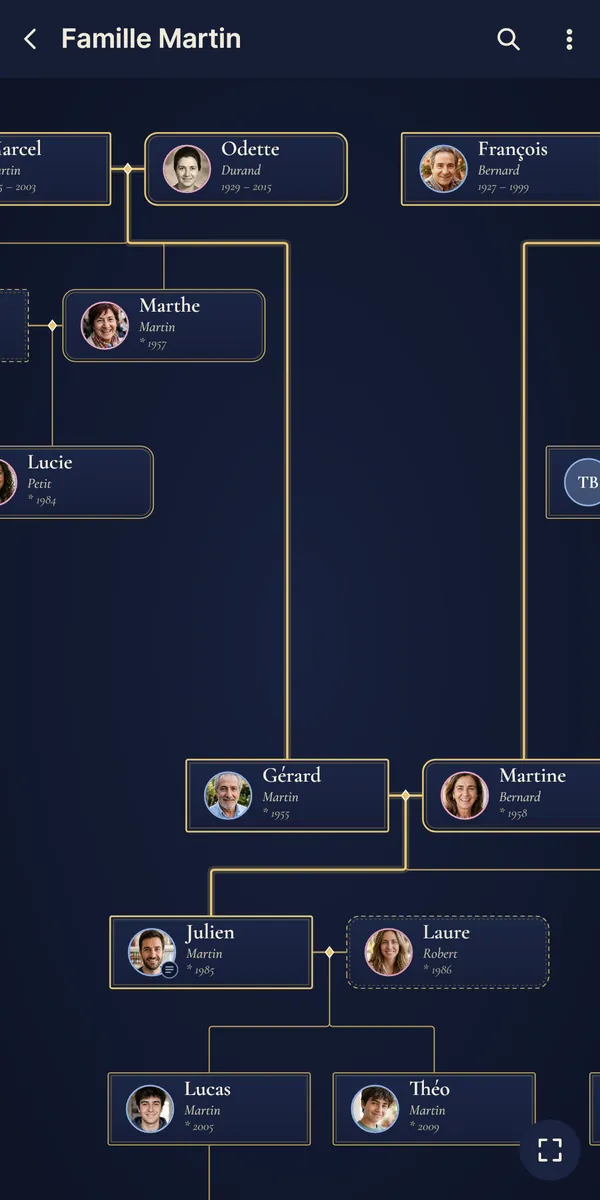 Famille Martin
arcel
rtin
5 – 2003
Odette
Durand
1929 – 2015
François
Bernard
1927 – 1999
Marthe
Martin
* 1957
Lucie
Petit
* 1984
TB
Gérard
Martin
* 1955
Martine
Bernard
* 1958
Julien
Martin
* 1985
Laure
Robert
* 1986
Lucas
Martin
* 2005
Théo
Martin
* 2009